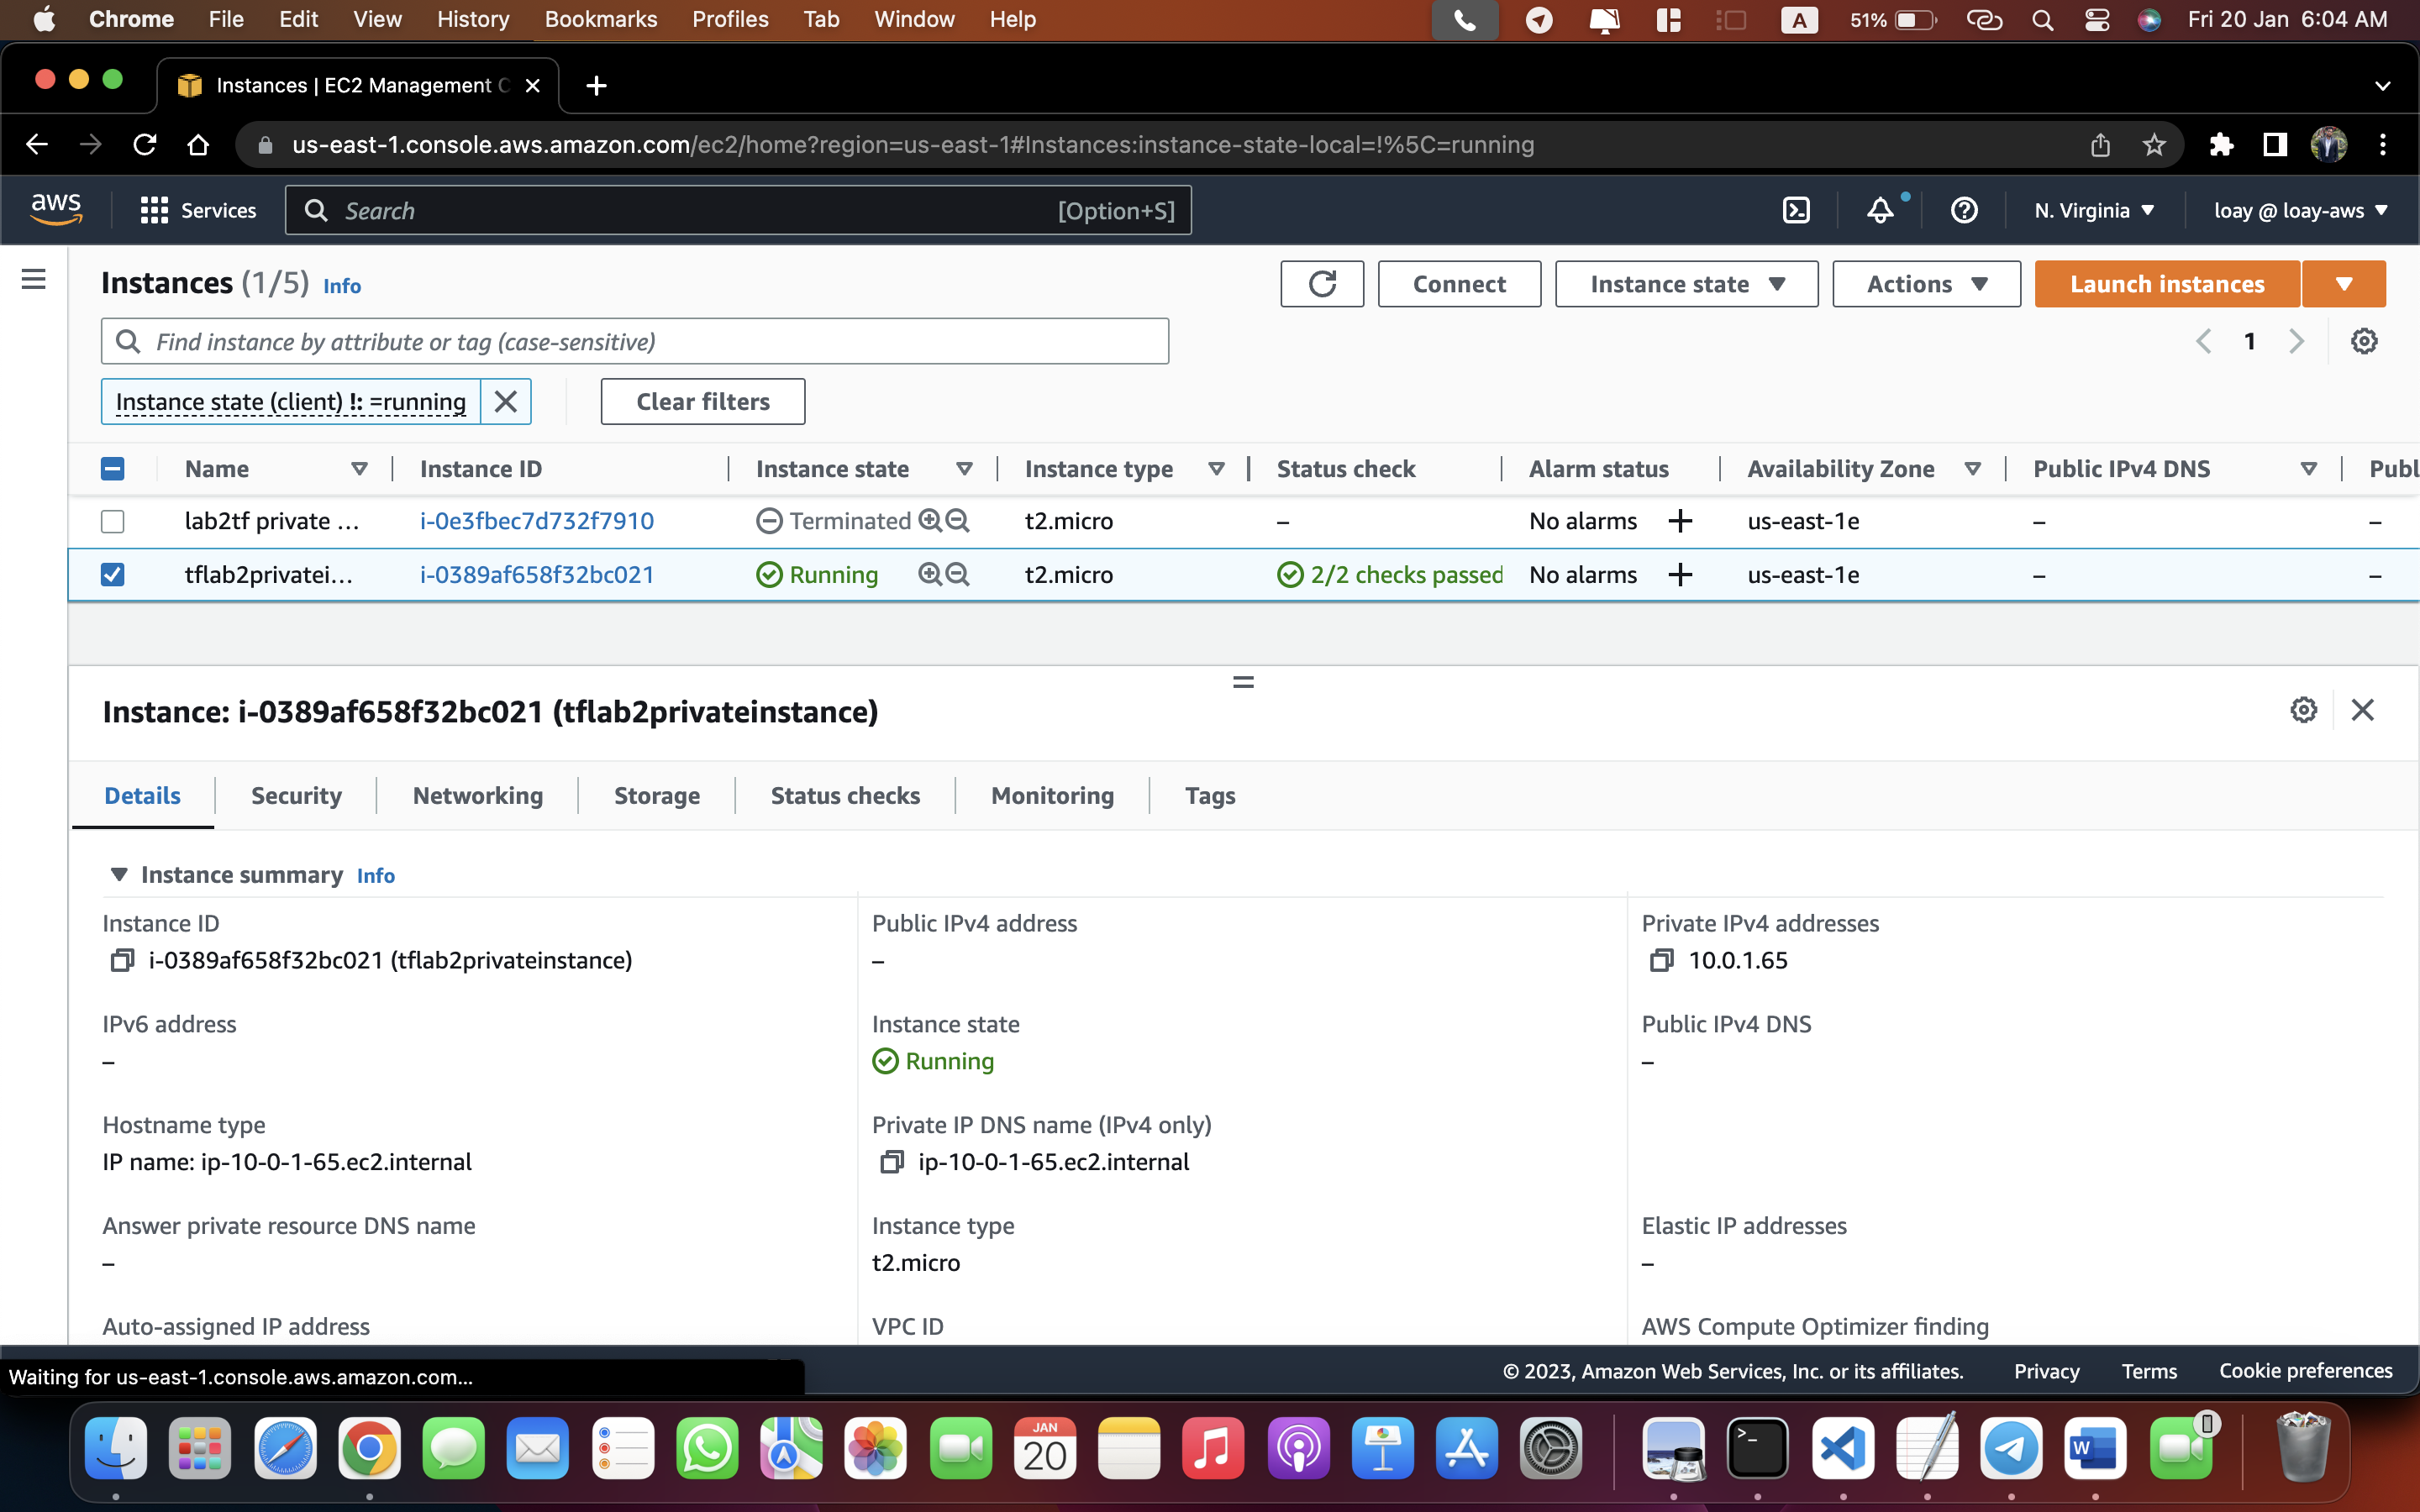 Chrome File Edit View History Bookmarks Profiles Tab Window Help A 51% Fri 20 Jan 6:04 AM
Instances | EC2 Management C
us-east-1.console.aws.amazon.com/ec2/home?region=us-east-1#Instances:instance-state-local=!%5C=running
aws Services Search [Option+S] N. Virginia loay @ loay-aws
Instances (1/5) Info Connect Instance state Actions Launch instances
Find instance by attribute or tag (case-sensitive) 1
Instance state (client) !: =running Clear filters
Name Instance ID Instance state Instance type Status check Alarm status Availability Zone Public IPv4 DNS Publ
lab2tf private ... i-0e3fbec7d732f7910 Terminated t2.micro – No alarms + us-east-1e – –
tflab2privatei... i-0389af658f32bc021 Running t2.micro 2/2 checks passed No alarms + us-east-1e – –
Instance: i-0389af658f32bc021 (tflab2privateinstance)
Details Security Networking Storage Status checks Monitoring Tags
Instance summary Info
Instance ID Public IPv4 address Private IPv4 addresses
i-0389af658f32bc021 (tflab2privateinstance) – 10.0.1.65
IPv6 address Instance state Public IPv4 DNS
– Running –
Hostname type Private IP DNS name (IPv4 only)
IP name: ip-10-0-1-65.ec2.internal ip-10-0-1-65.ec2.internal
Answer private resource DNS name Instance type Elastic IP addresses
– t2.micro –
Auto-assigned IP address VPC ID AWS Compute Optimizer finding
Waiting for us-east-1.console.aws.amazon.com... © 2023, Amazon Web Services, Inc. or its affiliates. Privacy Terms Cookie preferences
JAN
20
W